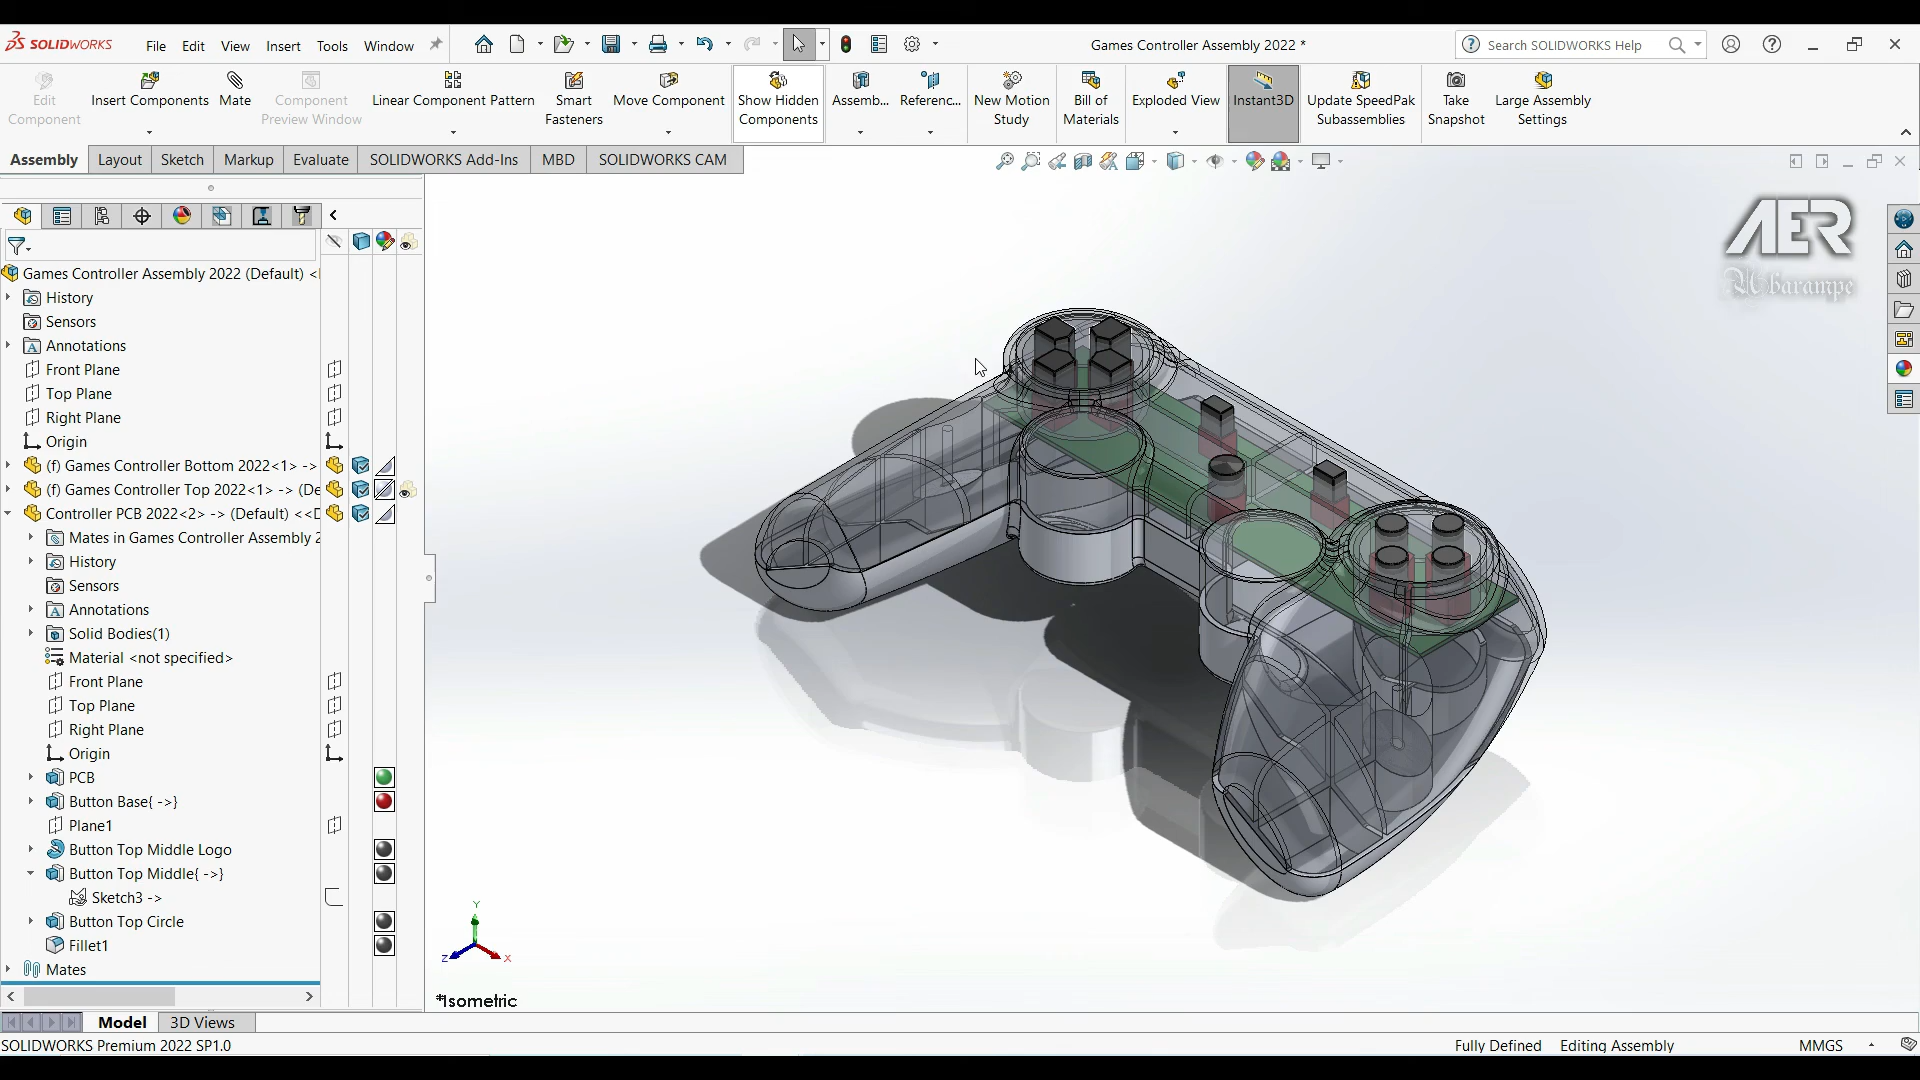 SOLIDWORKS
File Edit View Insert Tools Window
Games Controller Assembly 2022 *
Search SOLIDWORKS Help
Edit
Component
Insert Components
Mate
Component
Preview Window
Linear Component Pattern
Smart
Fasteners
Move Component
Show Hidden
Components
Assemb...
Referenc...
New Motion
Study
Bill of
Materials
Exploded View
Instant3D
Update SpeedPak
Subassemblies
Take
Snapshot
Large Assembly
Settings
Assembly Layout Sketch Markup Evaluate SOLIDWORKS Add-Ins MBD SOLIDWORKS CAM
AER
Abarampe
Games Controller Assembly 2022 (Default) <
History
Sensors
Annotations
Front Plane
Top Plane
Right Plane
Origin
(f) Games Controller Bottom 2022<1> ->
(f) Games Controller Top 2022<1> -> (De
Controller PCB 2022<2> -> (Default) <<D
Mates in Games Controller Assembly 2
History
Sensors
Annotations
Solid Bodies(1)
Material <not specified>
Front Plane
Top Plane
Right Plane
Origin
PCB
Button Base{ ->}
Plane1
Button Top Middle Logo
Button Top Middle{ ->}
Sketch3 ->
Button Top Circle
Fillet1
Mates
Y
Z
X
*Isometric
Model 3D Views
SOLIDWORKS Premium 2022 SP1.0
Fully Defined Editing Assembly MMGS